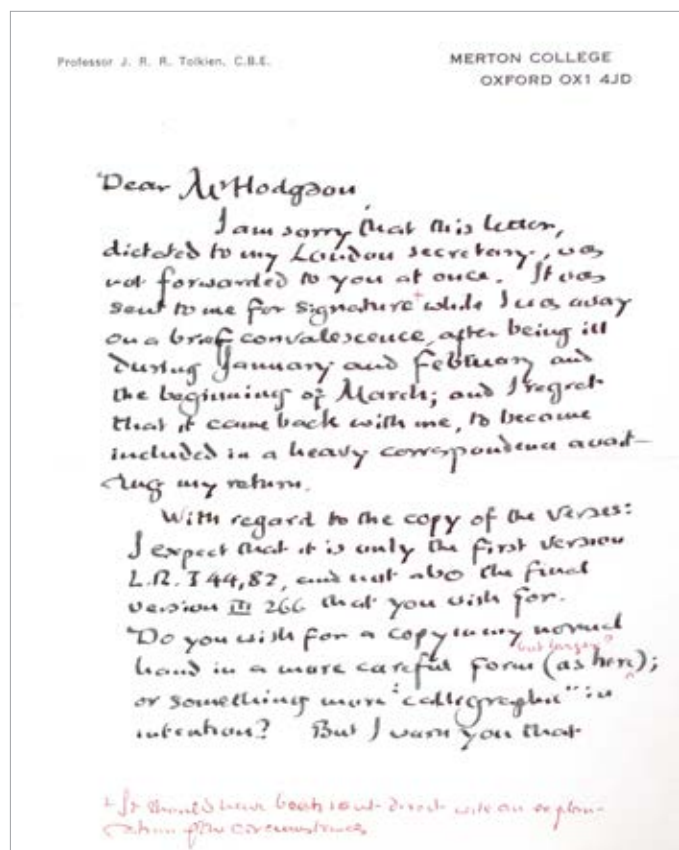 Professor J. R. R. Tolkien, C.B.E.
MERTON COLLEGE
OXFORD OX1 4JD
Dear Mr Hodgson,
I am sorry that this letter,
dictated to my London secretary, was
not forwarded to you at once. It was
sent to me for signature + while I was away
on a brief convalescence, after being ill
during January and February and
the beginning of March; and I regret
that it came back with me, to become
included in a heavy correspondence await-
ing my return.
With regard to the copy of the verses:
I expect that it is only the first version
L.R. I 44, 82, and not also the final
version III 266 that you wish for.
Do you wish for a copy in my normal
but larger?
hand in a more careful form (as here);
or something more "calligraphic" in
intention? But I warn you that
+ It should have been sent direct with an explan-
ation of the circumstances